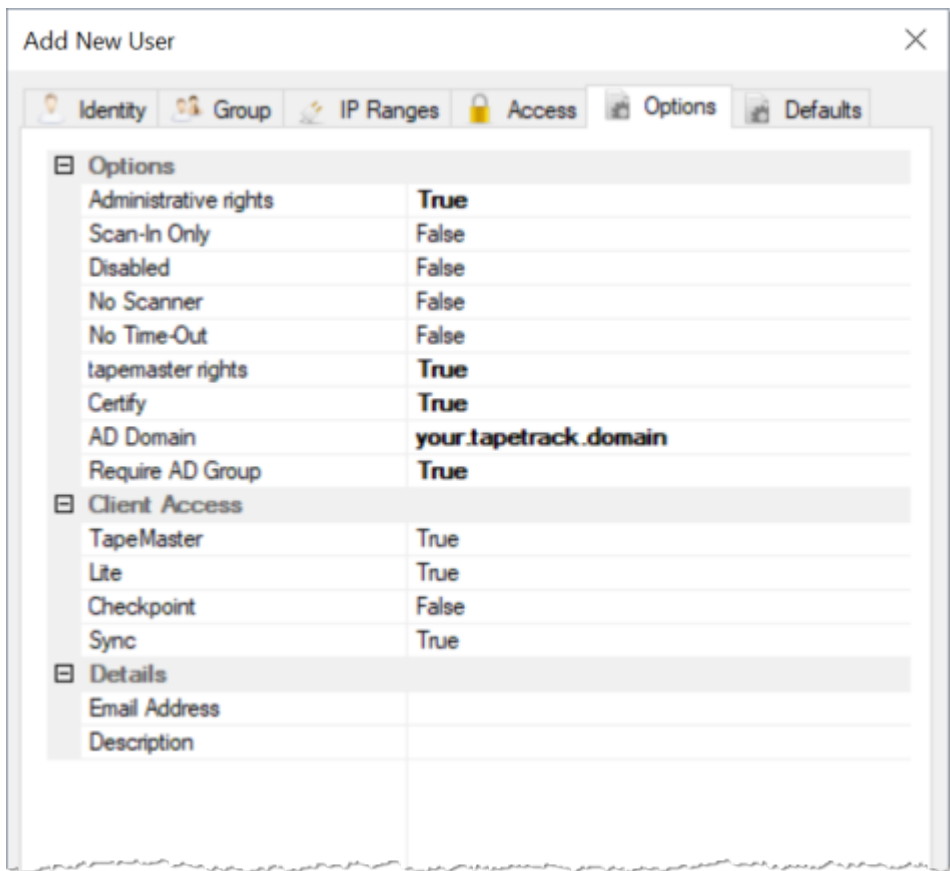 Add New User
Identity Group IP Ranges Access Options Defaults
Options
Administrative rights True
Scan-In Only False
Disabled False
No Scanner False
No Time-Out False
tapemaster rights True
Certify True
AD Domain your.tapetrack.domain
Require AD Group True
Client Access
TapeMaster True
Lite True
Checkpoint False
Sync True
Details
Email Address
Description